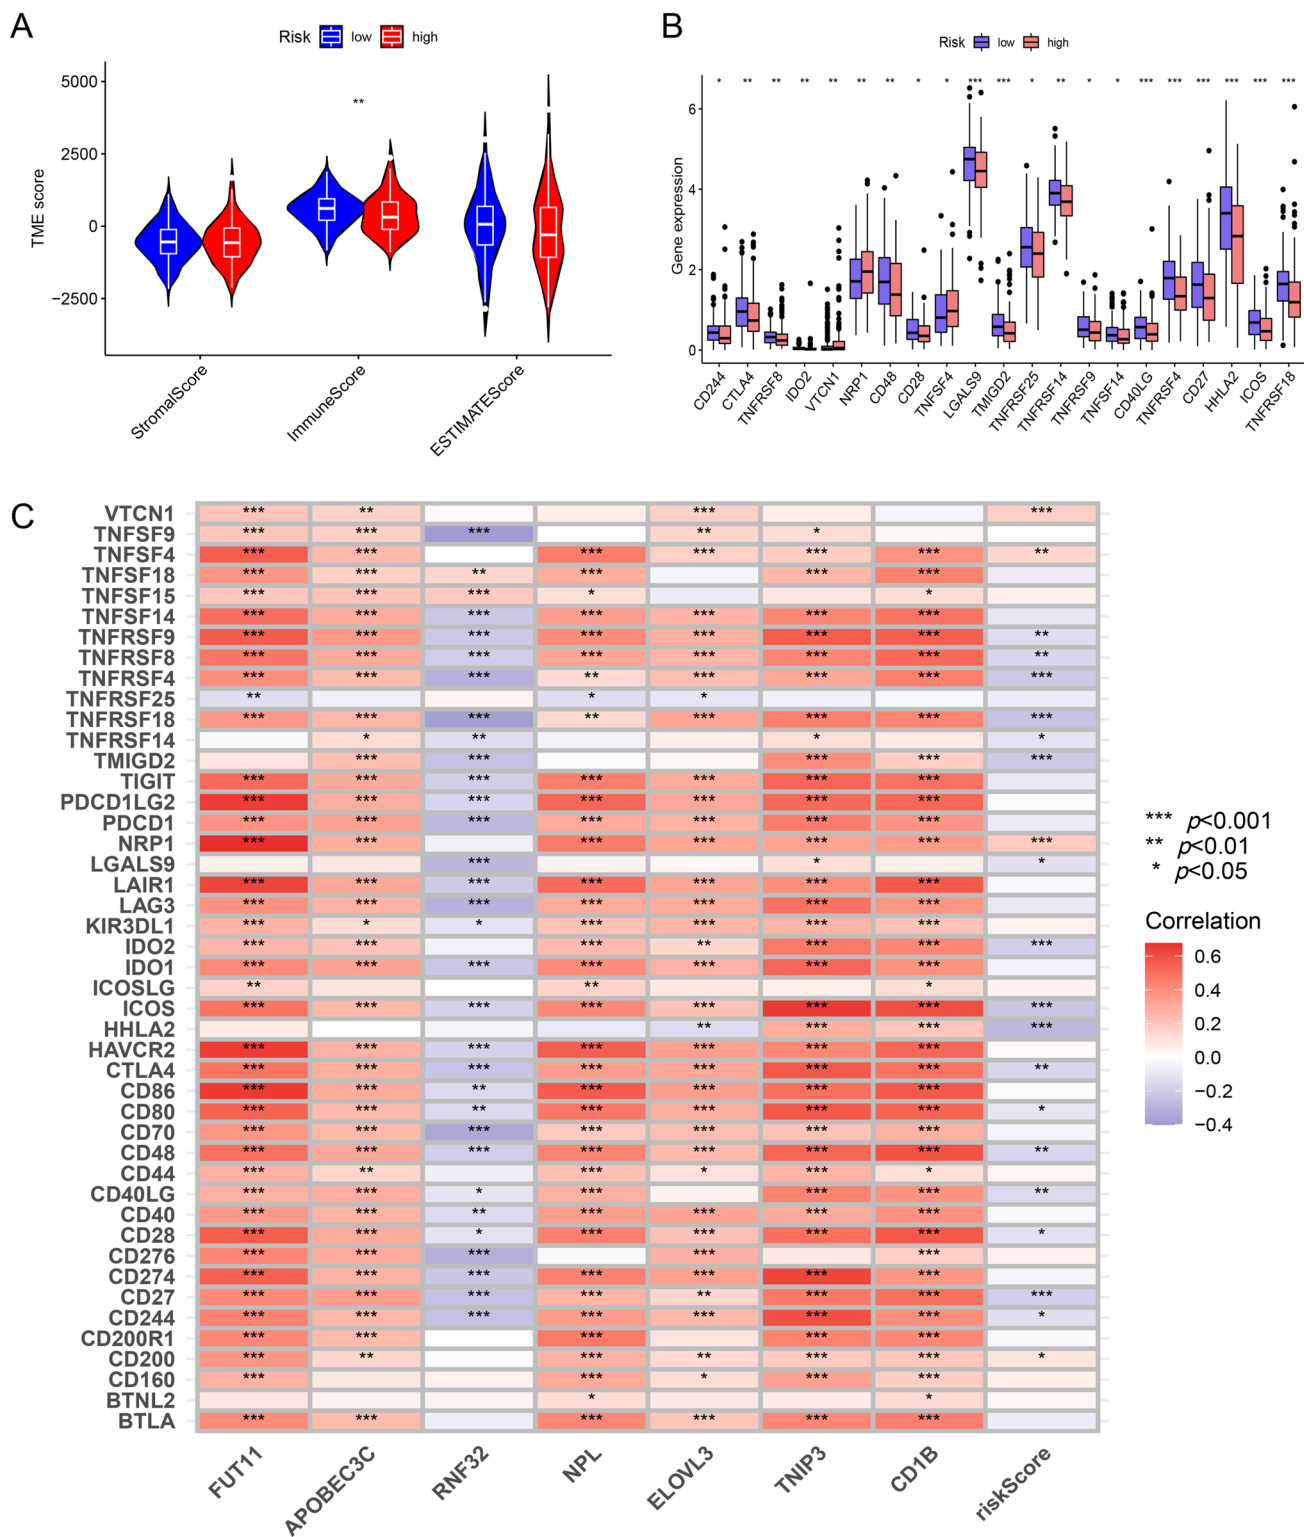 A
Risk low high
TME score
5000
2500
0
−2500
**
StromalScore
ImmuneScore
ESTIMATEScore
B
Risk low high
* ** ** ** ** ** ** * * *** *** * ** * * *** *** *** *** *** ***
Gene expression
6
4
2
0
CD244
CTLA4
TNFRSF8
IDO2
VTCN1
NRP1
CD48
CD28
TNFSF4
LGALS9
TMIGD2
TNFRSF25
TNFRSF14
TNFRSF9
TNFSF14
CD40LG
TNFRSF4
CD27
HHLA2
ICOS
TNFRSF18
C
VTCN1 *** ** *** ***
TNFSF9 *** *** *** ** *
TNFSF4 *** *** *** *** *** *** **
TNFSF18 *** *** ** *** *** ***
TNFSF15 *** *** *** * *
TNFSF14 *** *** *** *** *** *** ***
TNFRSF9 *** *** *** *** *** *** *** **
TNFRSF8 *** *** *** *** *** *** *** **
TNFRSF4 *** *** *** ** *** *** *** ***
TNFRSF25 ** * *
TNFRSF18 *** *** *** ** *** *** *** ***
TNFRSF14 * ** * *
TMIGD2 *** *** *** *** ***
TIGIT *** *** *** *** *** *** ***
PDCD1LG2 *** *** *** *** *** *** ***
PDCD1 *** *** *** *** *** *** ***
NRP1 *** *** *** *** *** *** ***
LGALS9 *** * *
LAIR1 *** *** *** *** *** *** ***
LAG3 *** *** *** *** *** *** ***
KIR3DL1 *** * * *** *** *** ***
IDO2 *** *** *** ** *** *** ***
IDO1 *** *** *** *** *** *** ***
ICOSLG ** ** *
ICOS *** *** *** *** *** *** *** ***
HHLA2 ** *** *** ***
HAVCR2 *** *** *** *** *** *** ***
CTLA4 *** *** *** *** *** *** *** **
CD86 *** *** ** *** *** *** ***
CD80 *** *** ** *** *** *** *** *
CD70 *** *** *** *** *** *** ***
CD48 *** *** *** *** *** *** *** **
CD44 *** ** *** * *** *
CD40LG *** *** * *** *** *** **
CD40 *** *** ** *** *** *** ***
CD28 *** *** * *** *** *** *** *
CD276 *** *** *** *** ***
CD274 *** *** *** *** *** *** ***
CD27 *** *** *** *** ** *** *** ***
CD244 *** *** *** *** *** *** *** *
CD200R1 *** *** *** *** ***
CD200 *** ** *** ** *** *** *
CD160 *** *** * *** ***
BTNL2 * *
BTLA *** *** *** *** *** ***
FUT11
APOBEC3C
RNF32
NPL
ELOVL3
TNIP3
CD1B
riskScore
*** p<0.001
** p<0.01
* p<0.05
Correlation
0.6
0.4
0.2
0.0
−0.2
−0.4